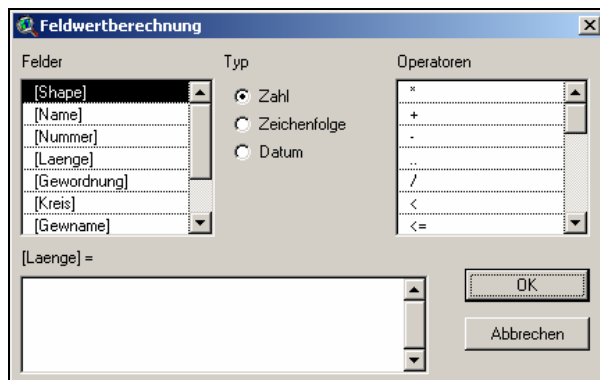 Feldwertberechnung
Felder
[Shape]
[Name]
[Nummer]
[Laenge]
[Gewordnung]
[Kreis]
[Gewname]
Typ
Zahl
Zeichenfolge
Datum
Operatoren
*
+
-
..
/
<
<=
[Laenge] =
OK
Abbrechen